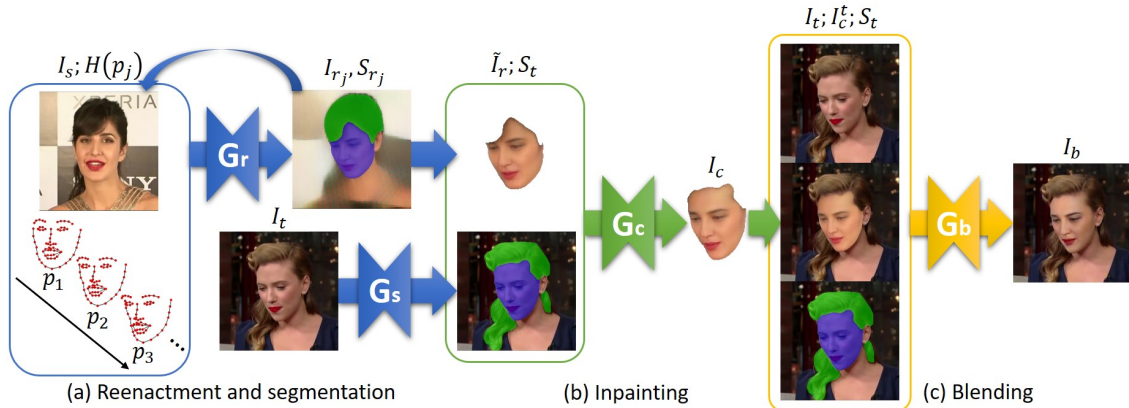 I_s; H(p_j)
I_{r_j}, S_{r_j}
Ĩ_r; S_t
I_t; I_c^t; S_t
XPERIA
NY
G_r
I_c
I_b
I_t
G_c
G_b
G_s
p_1
p_2
p_3
...
(a) Reenactment and segmentation
(b) Inpainting
(c) Blending